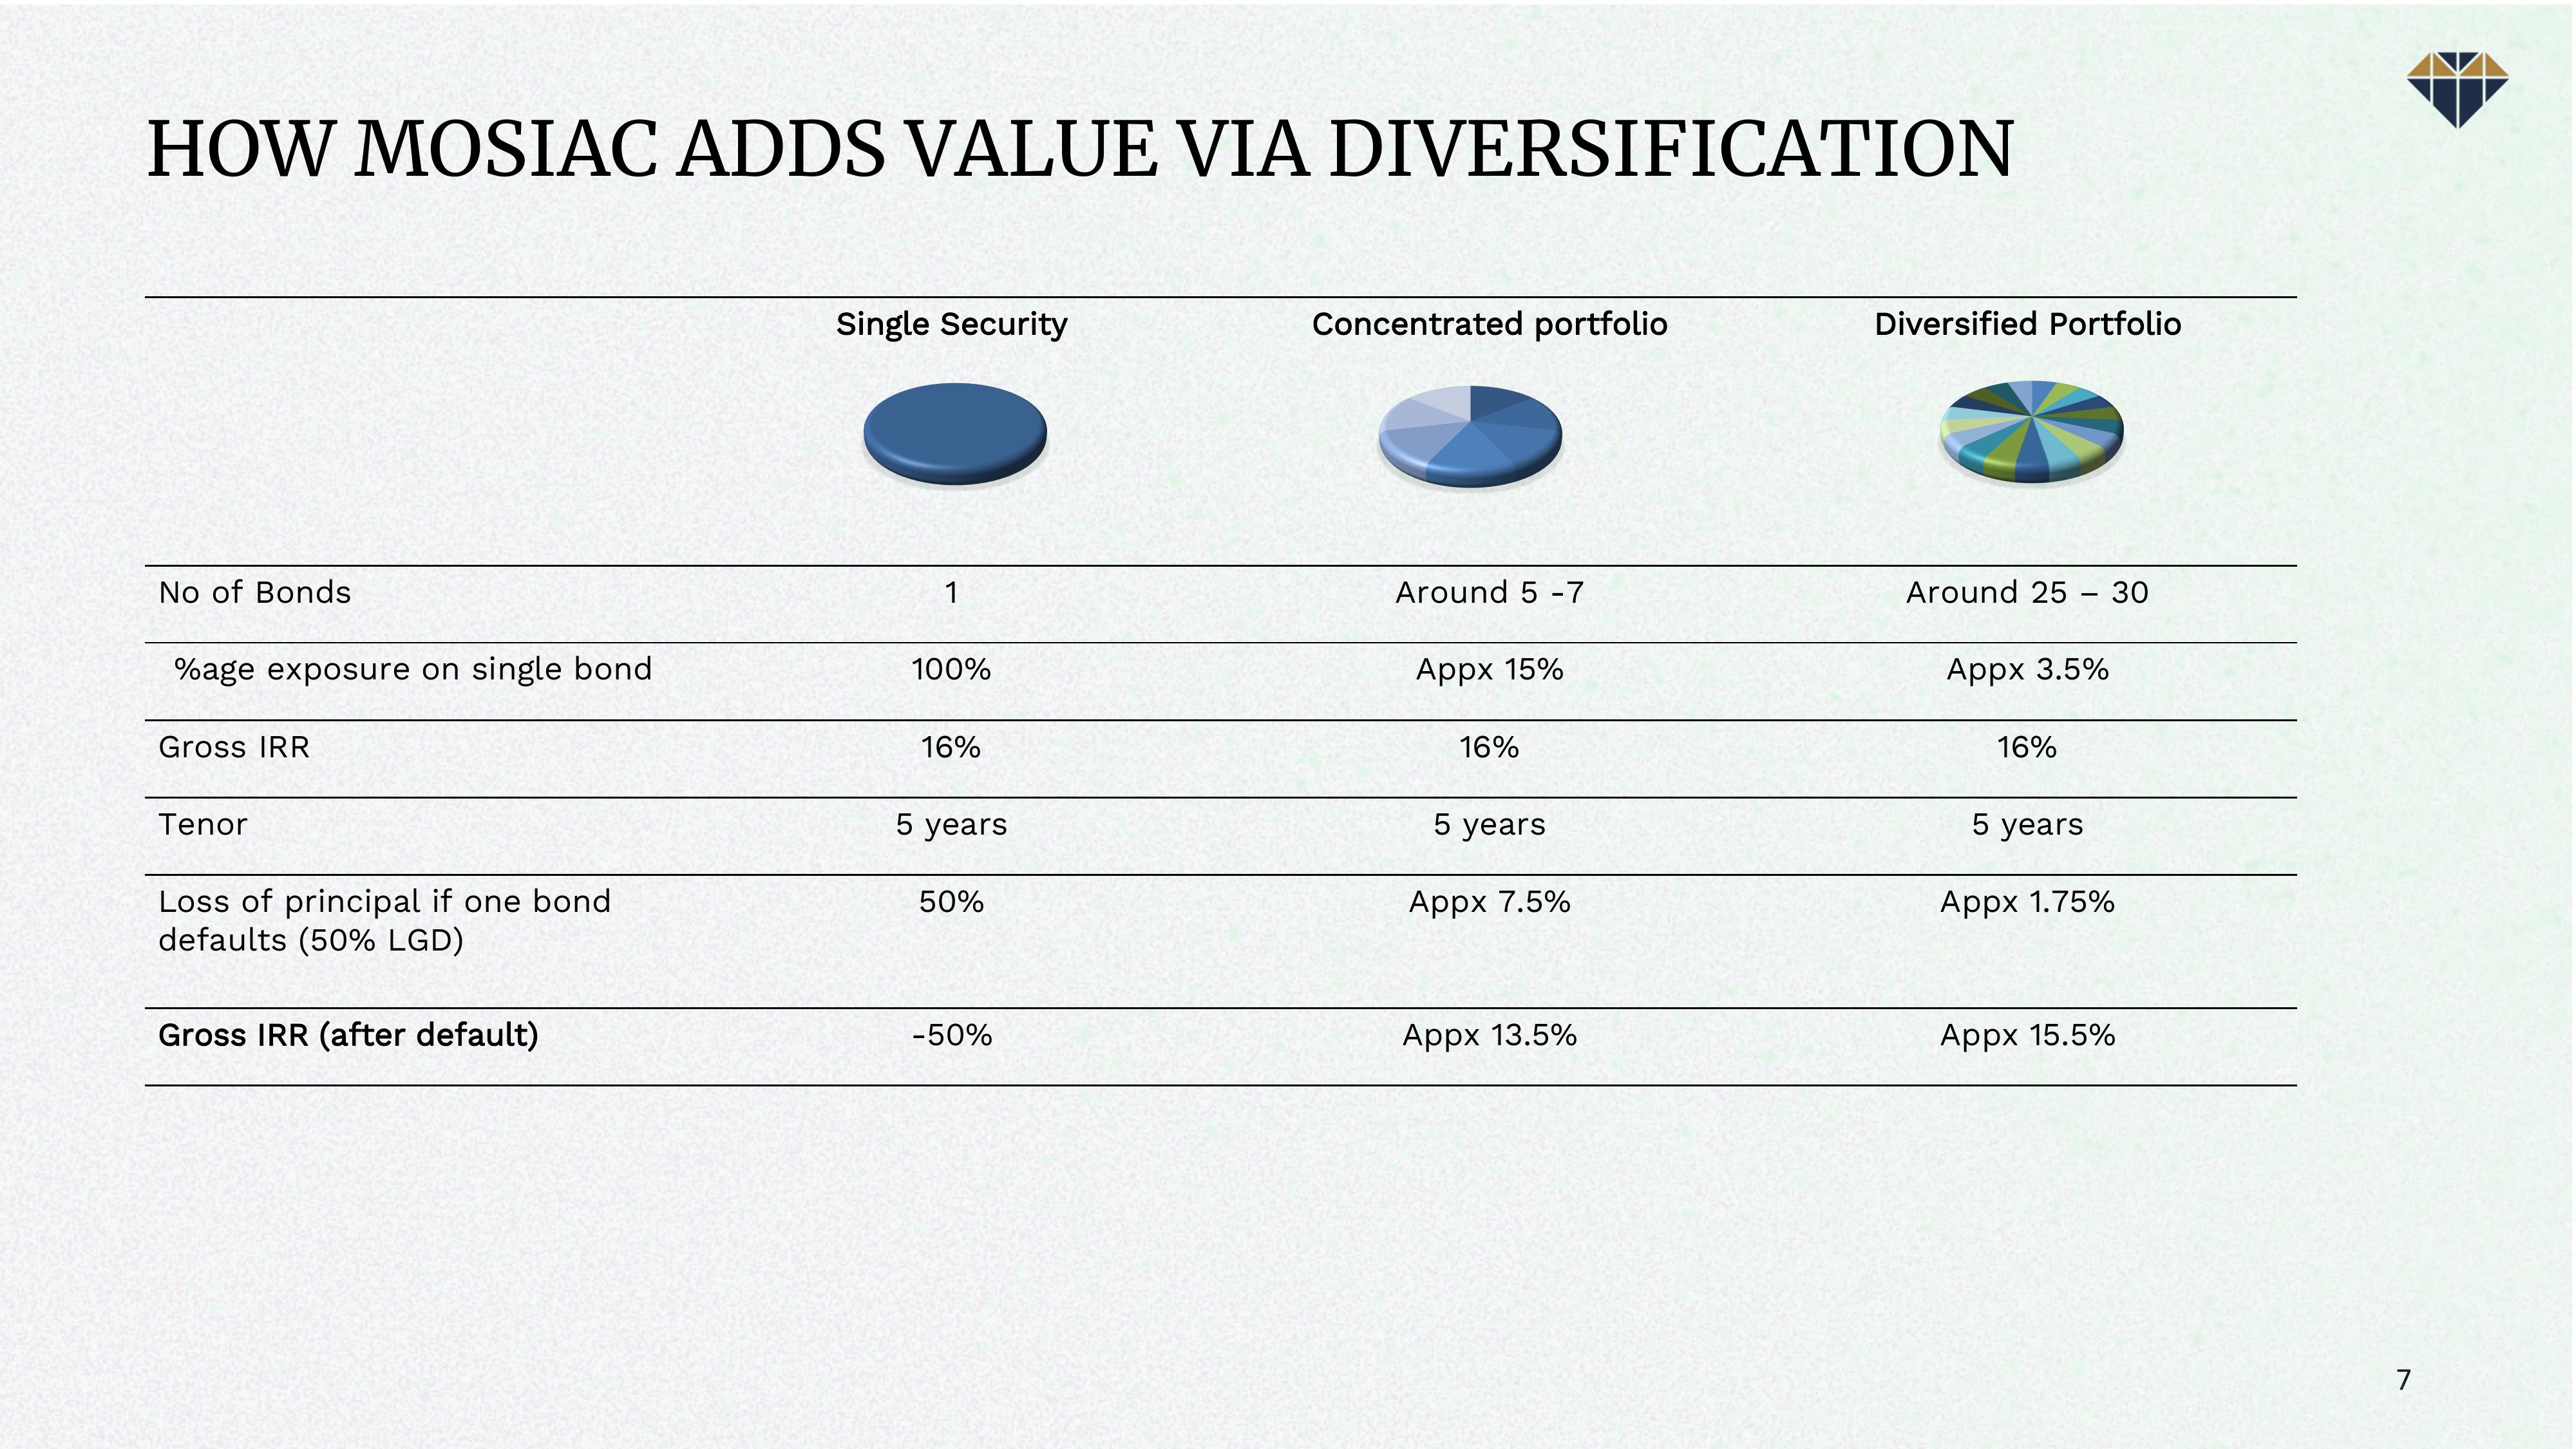 HOW MOSIAC ADDS VALUE VIA DIVERSIFICATION
Single Security Concentrated portfolio Diversified Portfolio
No of Bonds 1 Around 5 -7 Around 25 – 30
%age exposure on single bond 100% Appx 15% Appx 3.5%
Gross IRR 16% 16% 16%
Tenor 5 years 5 years 5 years
Loss of principal if one bond 50% Appx 7.5% Appx 1.75%
defaults (50% LGD)
Gross IRR (after default) -50% Appx 13.5% Appx 15.5%
7